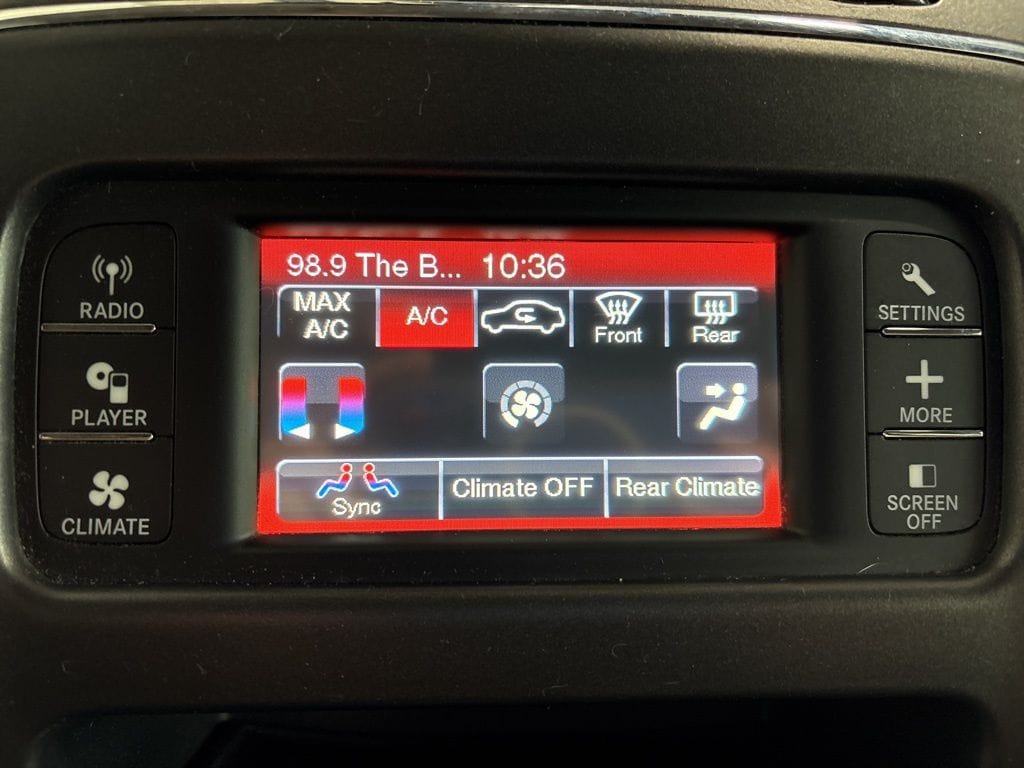 98.9 The B... 10:36
MAX
A/C
A/C
Front
Rear
Sync
Climate OFF
Rear Climate
RADIO
PLAYER
CLIMATE
SETTINGS
MORE
SCREEN
OFF